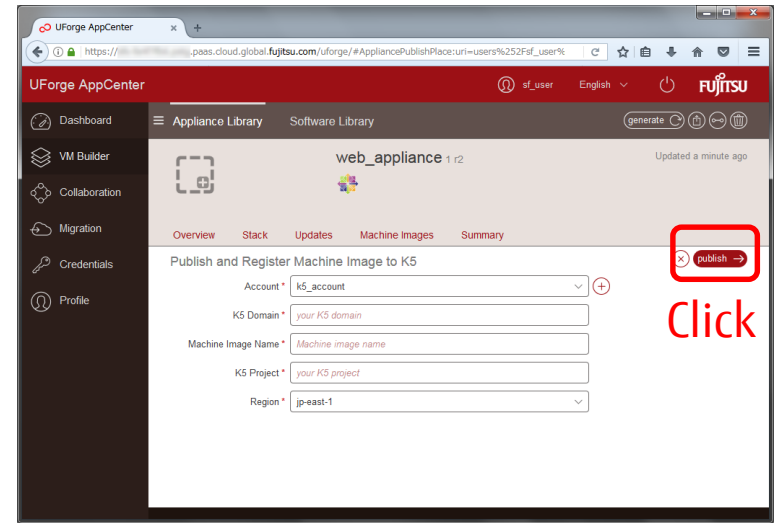 UForge AppCenter
https:// .paas.cloud.global.fujitsu.com/uforge/#AppliancePublishPlace:uri=users%252Fsf_user%
UForge AppCenter
sf_user
English
FUJITSU
Dashboard
Appliance Library
Software Library
generate
VM Builder
web_appliance 1 r2
Updated a minute ago
Collaboration
Migration
Overview
Stack
Updates
Machine Images
Summary
Credentials
Publish and Register Machine Image to K5
publish
Profile
Account *
k5_account
Click
K5 Domain *
your K5 domain
Machine Image Name *
Machine image name
K5 Project *
your K5 project
Region *
jp-east-1